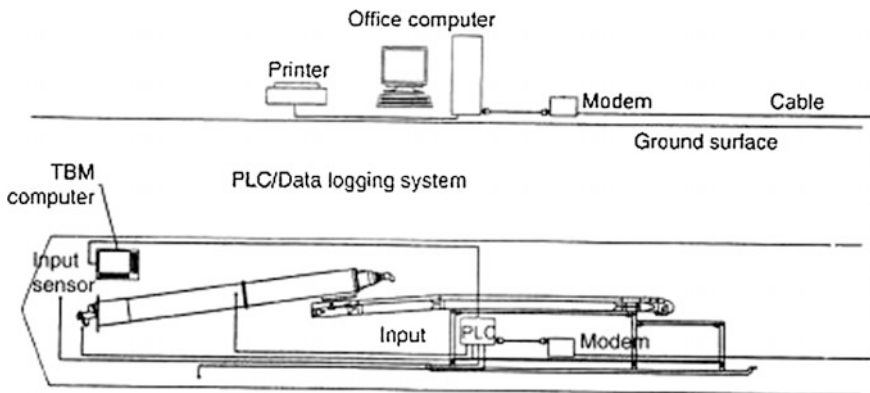 Office computer
Printer
Modem
Cable
Ground surface
TBM
computer
PLC/Data logging system
Input
sensor
Input
PLC
Modem